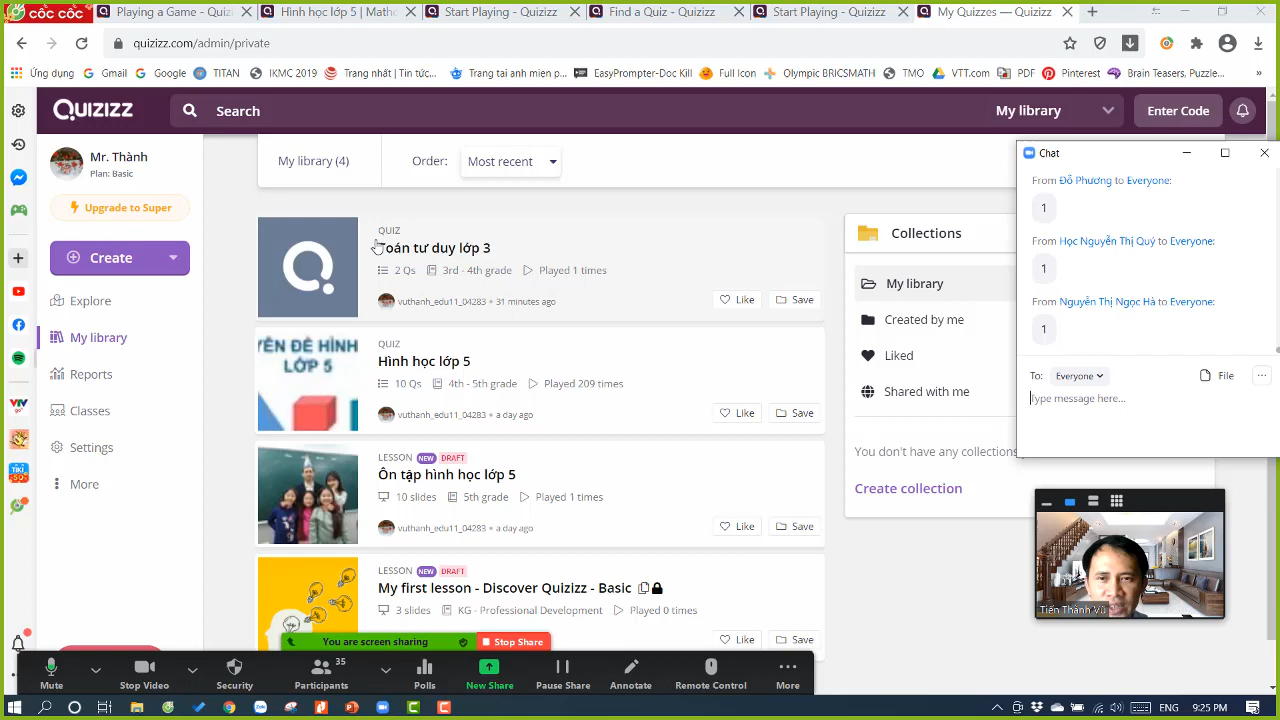 cốc cốc
Playing a Game - Quizizz
Hình học lớp 5 | Mathe
Start Playing - Quizizz
Find a Quiz - Quizizz
Start Playing - Quizizz
My Quizzes — Quizizz
quizizz.com/admin/private
Ứng dụng
Gmail
Google
TITAN
IKMC 2019
Trang nhất | Tin tức...
Trang tai anh mien p...
EasyPrompter-Doc Kill
Full Icon
Olympic BRICSMATH
TMO
VTT.com
PDF
Pinterest
Brain Teasers, Puzzle...
»
QUIZIZZ
Search
My library
Enter Code
Mr. Thành
Plan: Basic
Upgrade to Super
Create
Explore
My library
Reports
Classes
Settings
More
My library (4)
Order:
Most recent
QUIZ
Toán tư duy lớp 3
2 Qs
3rd - 4th grade
Played 1 times
vuthanh_edu11_04283 • 31 minutes ago
Like
Save
YÊN ĐỀ HÌNH
LỚP 5
QUIZ
Hình học lớp 5
10 Qs
4th - 5th grade
Played 209 times
vuthanh_edu11_04283 • a day ago
Like
Save
LESSON NEW DRAFT
Ôn tập hình học lớp 5
10 slides
5th grade
Played 1 times
vuthanh_edu11_04283 • a day ago
Like
Save
LESSON NEW DRAFT
My first lesson - Discover Quizizz - Basic
3 slides
KG - Professional Development
Played 0 times
Like
Save
Collections
My library
Created by me
Liked
Shared with me
You don't have any collections
Create collection
Chat
From Đỗ Phương to Everyone:
1
From Học Nguyễn Thị Quý to Everyone:
1
From Nguyễn Thị Ngọc Hà to Everyone:
1
To: Everyone
File
Type message here...
Tiến Thành Vũ
You are screen sharing
Stop Share
Mute
Stop Video
Security
Participants
35
Polls
New Share
Pause Share
Annotate
Remote Control
More
VTV
TIKI
9:25 PM